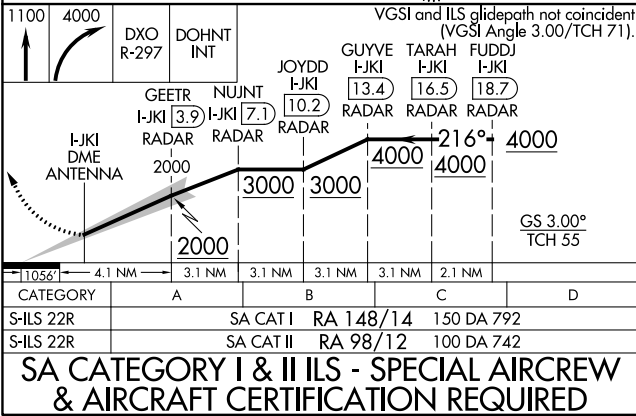 VGSI and ILS glidepath not coincident
(VGSI Angle 3.00/TCH 71).
1100 4000 DXO R-297 DOHNT INT
GUYVE I-JKI 13.4 RADAR
TARAH I-JKI 16.5 RADAR
FUDDJ I-JKI 18.7 RADAR
JOYDD I-JKI 10.2 RADAR
NUJNT I-JKI 7.1 RADAR
GEETR I-JKI 3.9 RADAR
I-JKI
DME
ANTENNA
2000
216° 4000
4000 4000
3000 3000
2000
GS 3.00°
TCH 55
1056' 4.1 NM 3.1 NM 3.1 NM 3.1 NM 3.1 NM 2.1 NM
CATEGORY A B C D
S-ILS 22R SA CAT I RA 148/14 150 DA 792
S-ILS 22R SA CAT II RA 98/12 100 DA 742
SA CATEGORY I & II ILS - SPECIAL AIRCREW
& AIRCRAFT CERTIFICATION REQUIRED